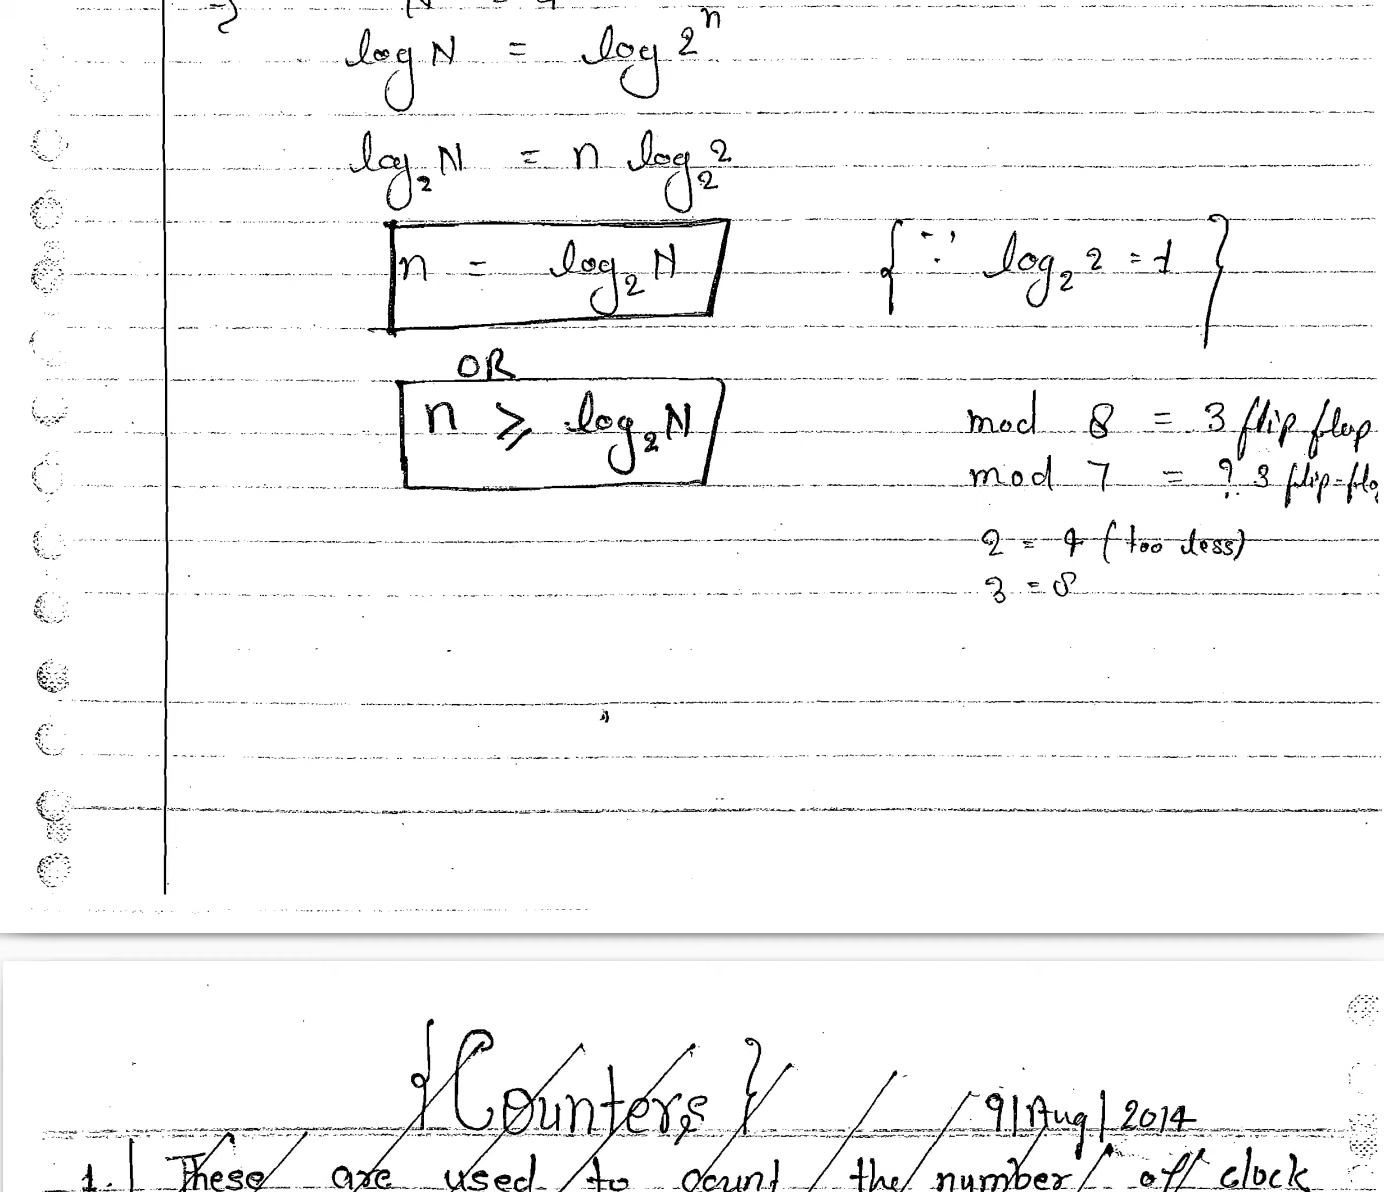 log N = log 2ⁿ
log₂ N = n log₂ 2
n = log₂ N { ∵ log₂ 2 = 1 }
OR
n ⩾ log₂ N
mod 8 = 3 flip flop
mod 7 = ? 3 flip-flo
2 = 4 (too less)
3 = 8
{Counters}
9|Aug|2014
1. These are used to count the number of clock